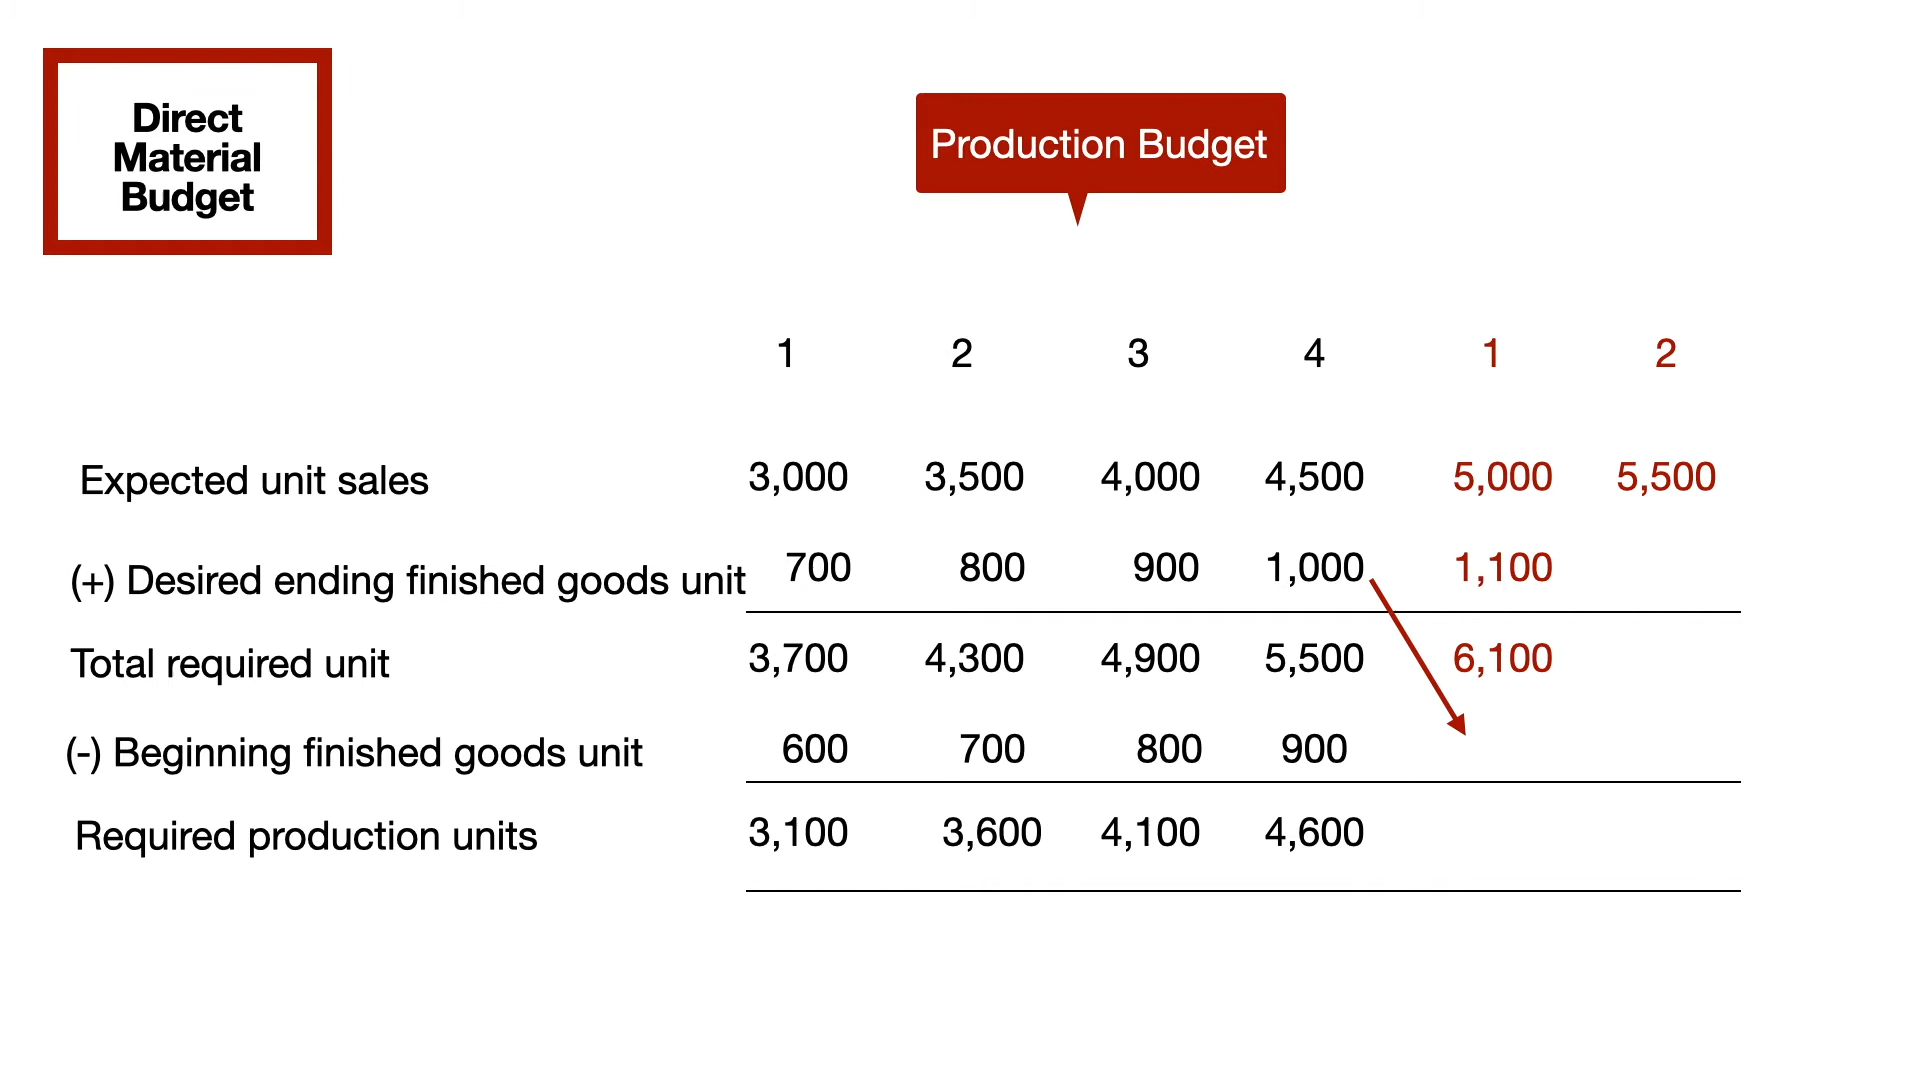 Direct
Material
Budget
Production Budget
1 2 3 4 1 2
Expected unit sales 3,000 3,500 4,000 4,500 5,000 5,500
(+) Desired ending finished goods unit 700 800 900 1,000 1,100
Total required unit 3,700 4,300 4,900 5,500 6,100
(-) Beginning finished goods unit 600 700 800 900
Required production units 3,100 3,600 4,100 4,600